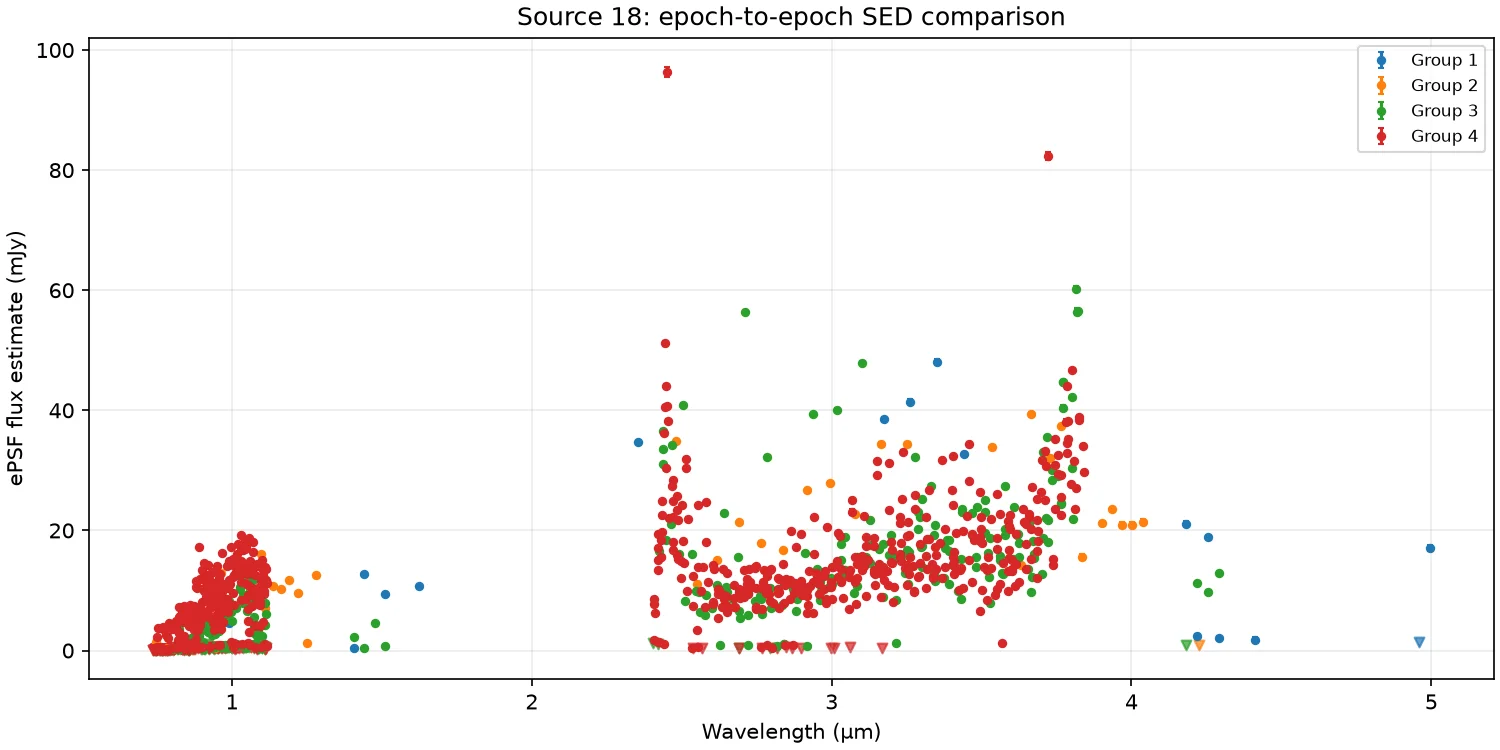 Source 18: epoch-to-epoch SED comparison
ePSF flux estimate (mJy)
100
80
60
40
20
0
Group 1
Group 2
Group 3
Group 4
1 2 3 4 5
Wavelength (µm)